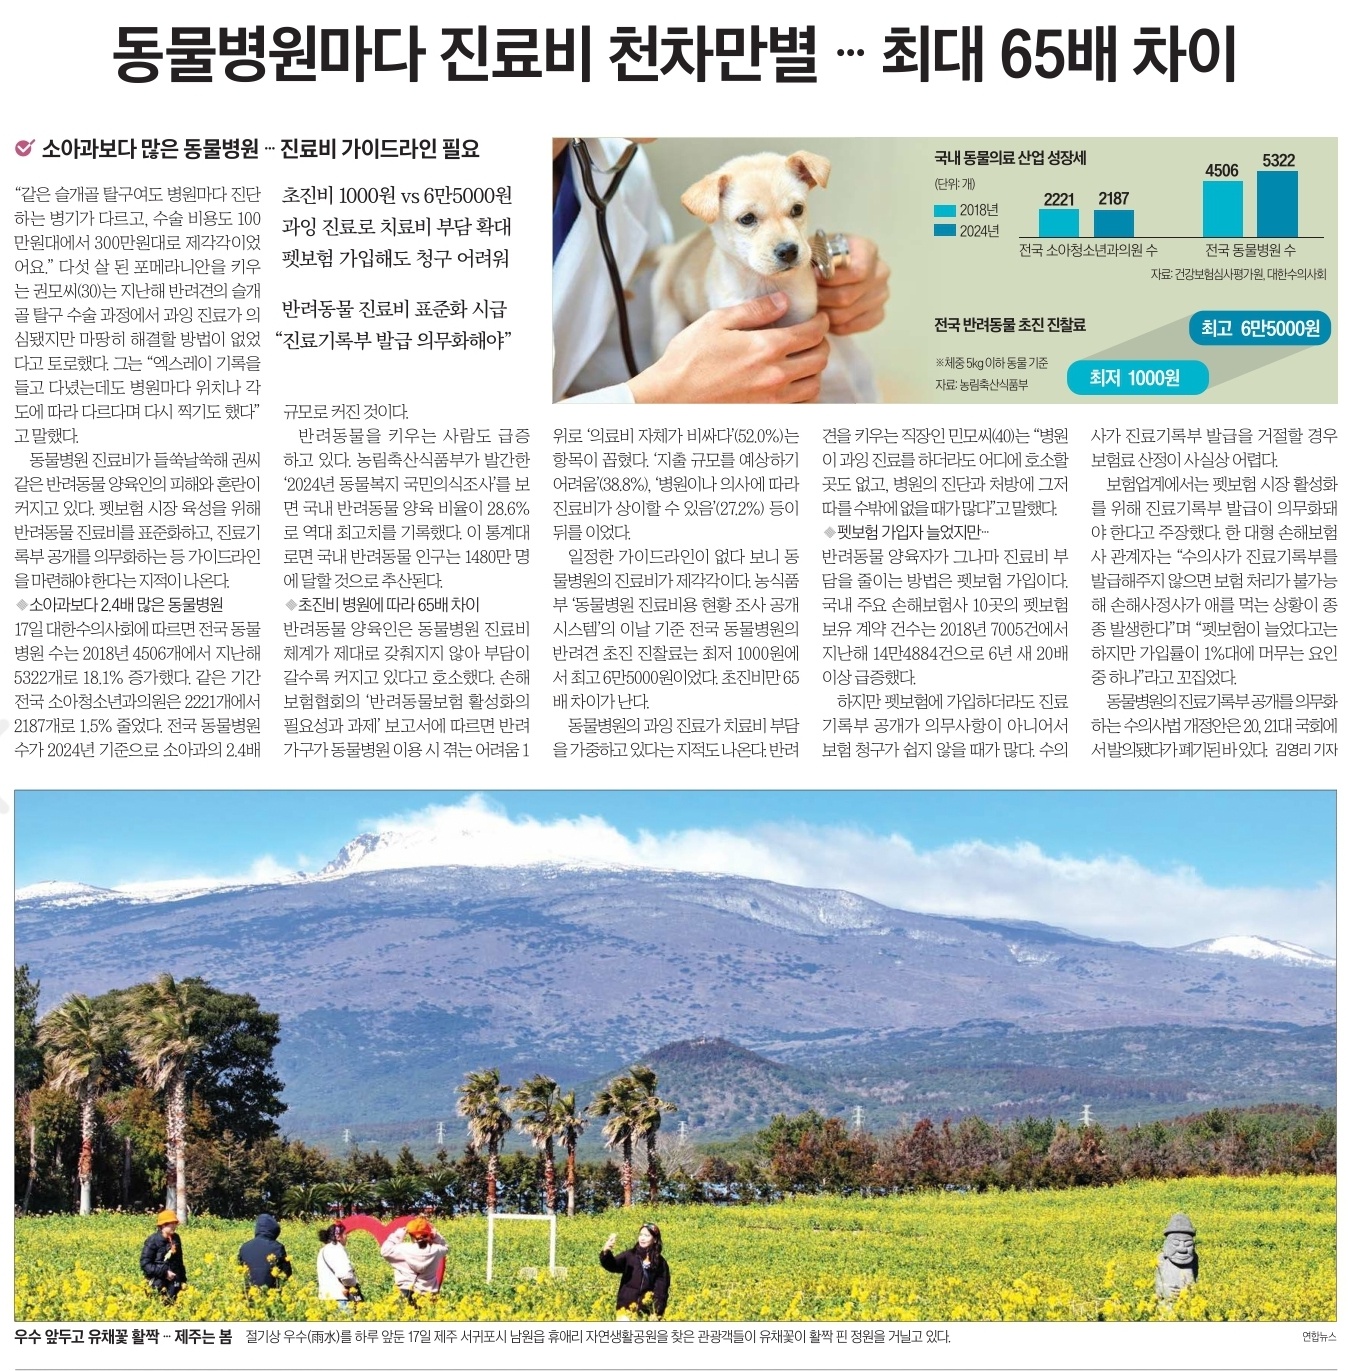 동물병원마다 진료비 천차만별 … 최대 65배 차이
소아과보다 많은 동물병원 … 진료비 가이드라인 필요
“같은 슬개골 탈구여도 병원마다 진단
하는 병기가 다르고, 수술 비용도 100
만원대에서 300만원대로 제각각이었
어요.” 다섯 살 된 포메라니안을 키우
는 권모씨(30)는 지난해 반려견의 슬개
골 탈구 수술 과정에서 과잉 진료가 의
심됐지만 마땅히 해결할 방법이 없었
다고 토로했다. 그는 “엑스레이 기록을
들고 다녔는데도 병원마다 위치나 각
도에 따라 다르다며 다시 찍기도 했다”
고 말했다.
동물병원 진료비가 들쑥날쑥해 권씨
같은 반려동물 양육인의 피해와 혼란이
커지고 있다. 펫보험 시장 육성을 위해
반려동물 진료비를 표준화하고, 진료기
록부 공개를 의무화하는 등 가이드라인
을 마련해야 한다는 지적이 나온다.
◆소아과보다 2.4배 많은 동물병원
17일 대한수의사회에 따르면 전국 동물
병원 수는 2018년 4506개에서 지난해
5322개로 18.1% 증가했다. 같은 기간
전국 소아청소년과의원은 2221개에서
2187개로 1.5% 줄었다. 전국 동물병원
수가 2024년 기준으로 소아과의 2.4배
초진비 1000원 vs 6만5000원
과잉 진료로 치료비 부담 확대
펫보험 가입해도 청구 어려워
반려동물 진료비 표준화 시급
“진료기록부 발급 의무화해야”
규모로 커진 것이다.
반려동물을 키우는 사람도 급증
하고 있다. 농림축산식품부가 발간한
‘2024년 동물복지 국민의식조사’를 보
면 국내 반려동물 양육 비율이 28.6%
로 역대 최고치를 기록했다. 이 통계대
로면 국내 반려동물 인구는 1480만 명
에 달할 것으로 추산된다.
◆초진비 병원에 따라 65배 차이
반려동물 양육인은 동물병원 진료비
체계가 제대로 갖춰지지 않아 부담이
갈수록 커지고 있다고 호소했다. 손해
보험협회의 ‘반려동물보험 활성화의
필요성과 과제’ 보고서에 따르면 반려
가구가 동물병원 이용 시 겪는 어려움 1
국내 동물의료 산업 성장세
(단위: 개)
2018년
2024년
2221 2187
4506 5322
전국 소아청소년과의원 수 전국 동물병원 수
자료: 건강보험심사평가원, 대한수의사회
전국 반려동물 초진 진찰료
※체중 5kg 이하 동물 기준
자료: 농림축산식품부
최고 6만5000원
최저 1000원
위로 ‘의료비 자체가 비싸다’(52.0%)는
항목이 꼽혔다. ‘지출 규모를 예상하기
어려움’(38.8%), ‘병원이나 의사에 따라
진료비가 상이할 수 있음’(27.2%) 등이
뒤를 이었다.
일정한 가이드라인이 없다 보니 동
물병원의 진료비가 제각각이다. 농식품
부 ‘동물병원 진료비용 현황 조사 공개
시스템’의 이날 기준 전국 동물병원의
반려견 초진 진찰료는 최저 1000원에
서 최고 6만5000원이었다. 초진비만 65
배 차이가 난다.
동물병원의 과잉 진료가 치료비 부담
을 가중하고 있다는 지적도 나온다. 반려
견을 키우는 직장인 민모씨(40)는 “병원
이 과잉 진료를 하더라도 어디에 호소할
곳도 없고, 병원의 진단과 처방에 그저
따를 수밖에 없을 때가 많다”고 말했다.
◆펫보험 가입자 늘었지만…
반려동물 양육자가 그나마 진료비 부
담을 줄이는 방법은 펫보험 가입이다.
국내 주요 손해보험사 10곳의 펫보험
보유 계약 건수는 2018년 7005건에서
지난해 14만4884건으로 6년 새 20배
이상 급증했다.
하지만 펫보험에 가입하더라도 진료
기록부 공개가 의무사항이 아니어서
보험 청구가 쉽지 않을 때가 많다. 수의
사가 진료기록부 발급을 거절할 경우
보험료 산정이 사실상 어렵다.
보험업계에서는 펫보험 시장 활성화
를 위해 진료기록부 발급이 의무화돼
야 한다고 주장했다. 한 대형 손해보험
사 관계자는 “수의사가 진료기록부를
발급해주지 않으면 보험 처리가 불가능
해 손해사정사가 애를 먹는 상황이 종
종 발생한다”며 “펫보험이 늘었다고는
하지만 가입률이 1%대에 머무는 요인
중 하나”라고 꼬집었다.
동물병원의 진료기록부 공개를 의무화
하는 수의사법 개정안은 20, 21대 국회에
서 발의됐다가 폐기된 바 있다. 김영리 기자
우수 앞두고 유채꽃 활짝 … 제주는 봄 절기상 우수(雨水)를 하루 앞둔 17일 제주 서귀포시 남원읍 휴애리 자연생활공원을 찾은 관광객들이 유채꽃이 활짝 핀 정원을 거닐고 있다. 연합뉴스